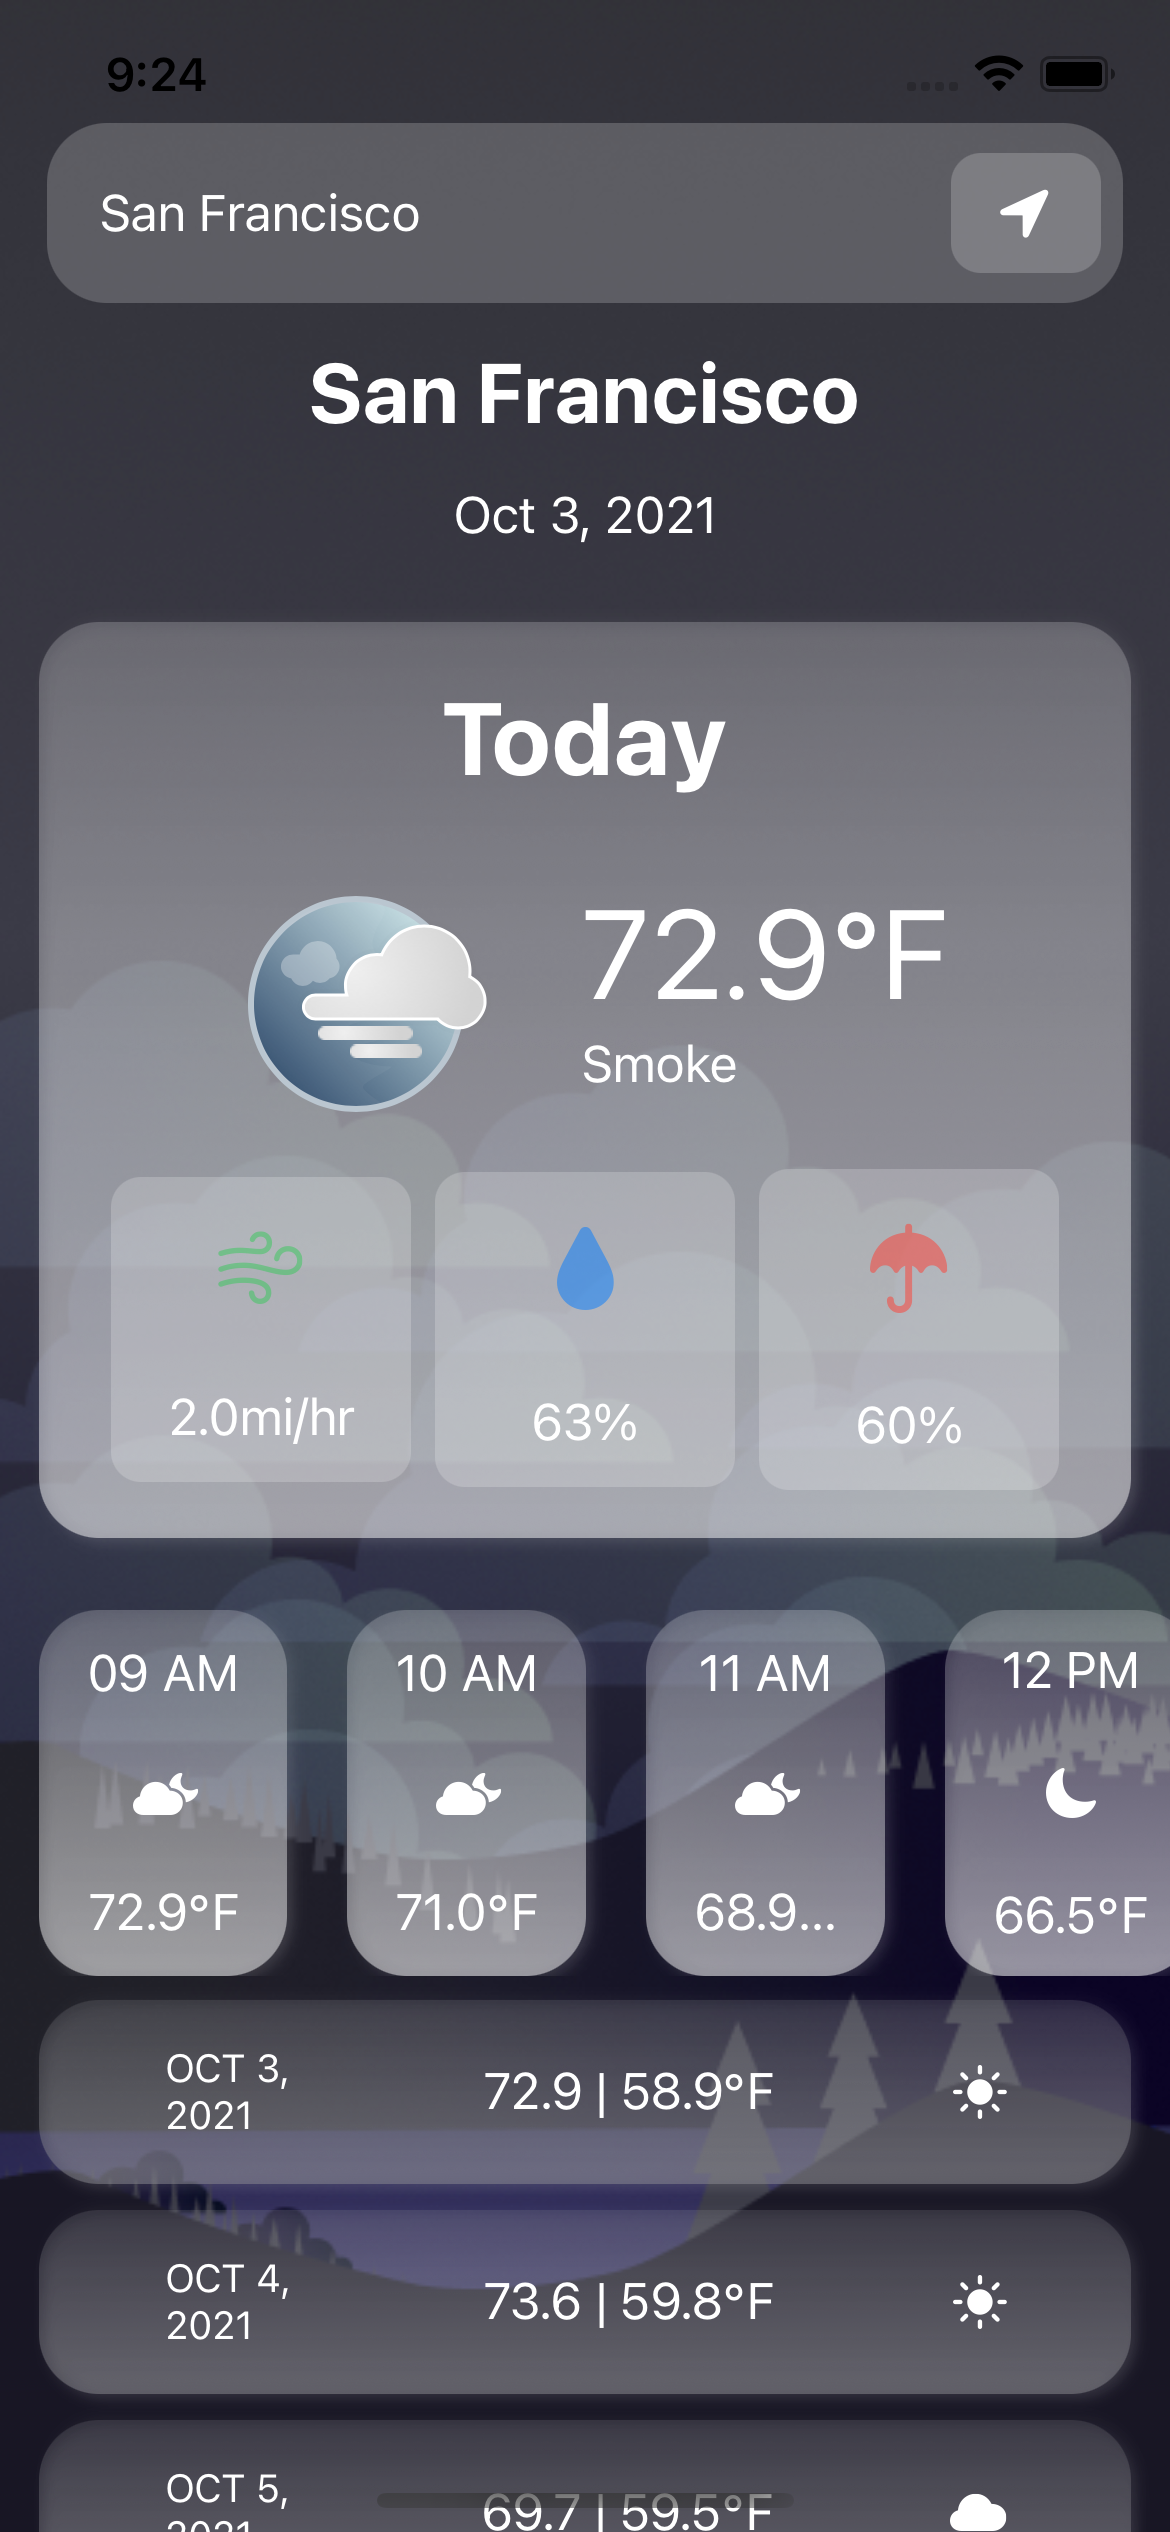 9:24
San Francisco
San Francisco
Oct 3, 2021
Today
72.9°F
Smoke
2.0mi/hr
63%
60%
09 AM
10 AM
11 AM
12 PM
72.9°F
71.0°F
68.9...
66.5°F
OCT 3,
2021
72.9 | 58.9°F
OCT 4,
2021
73.6 | 59.8°F
OCT 5,
2021
69.7 | 59.5°F